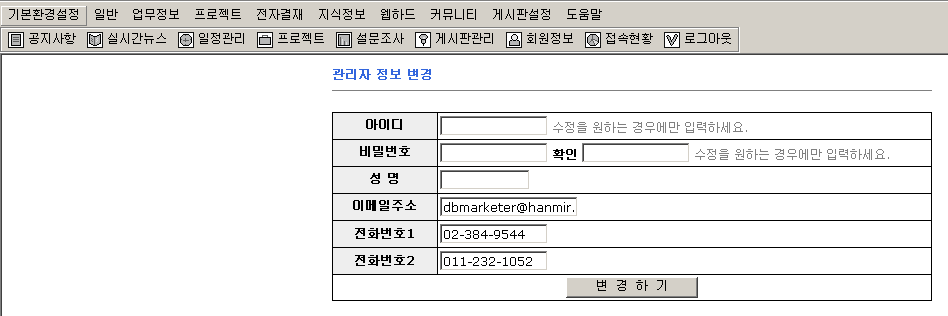 기본환경설정 일반 업무정보 프로젝트 전자결재 지식정보 웹하드 커뮤니티 게시판설정 도움말
공지사항 실시간뉴스 일정관리 프로젝트 설문조사 게시판관리 회원정보 접속현황 로그아웃
관리자 정보 변경
아이디 수정을 원하는 경우에만 입력하세요.
비밀번호 확인 수정을 원하는 경우에만 입력하세요.
성 명
이메일주소 dbmarketer@hanmir.
전화번호1 02-384-9544
전화번호2 011-232-1052
변 경 하 기